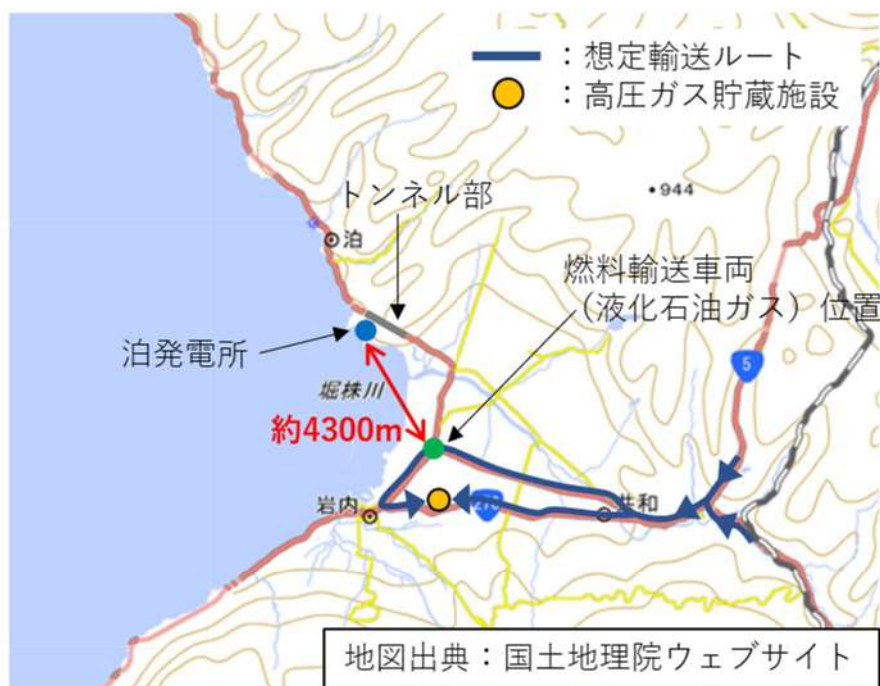 ：想定輸送ルート
：高圧ガス貯蔵施設
・944
トンネル部
泊
燃料輸送車両
（液化石油ガス）位置
泊発電所
5
堀株川
約4300m
岩内
276
共和
地図出典：国土地理院ウェブサイト